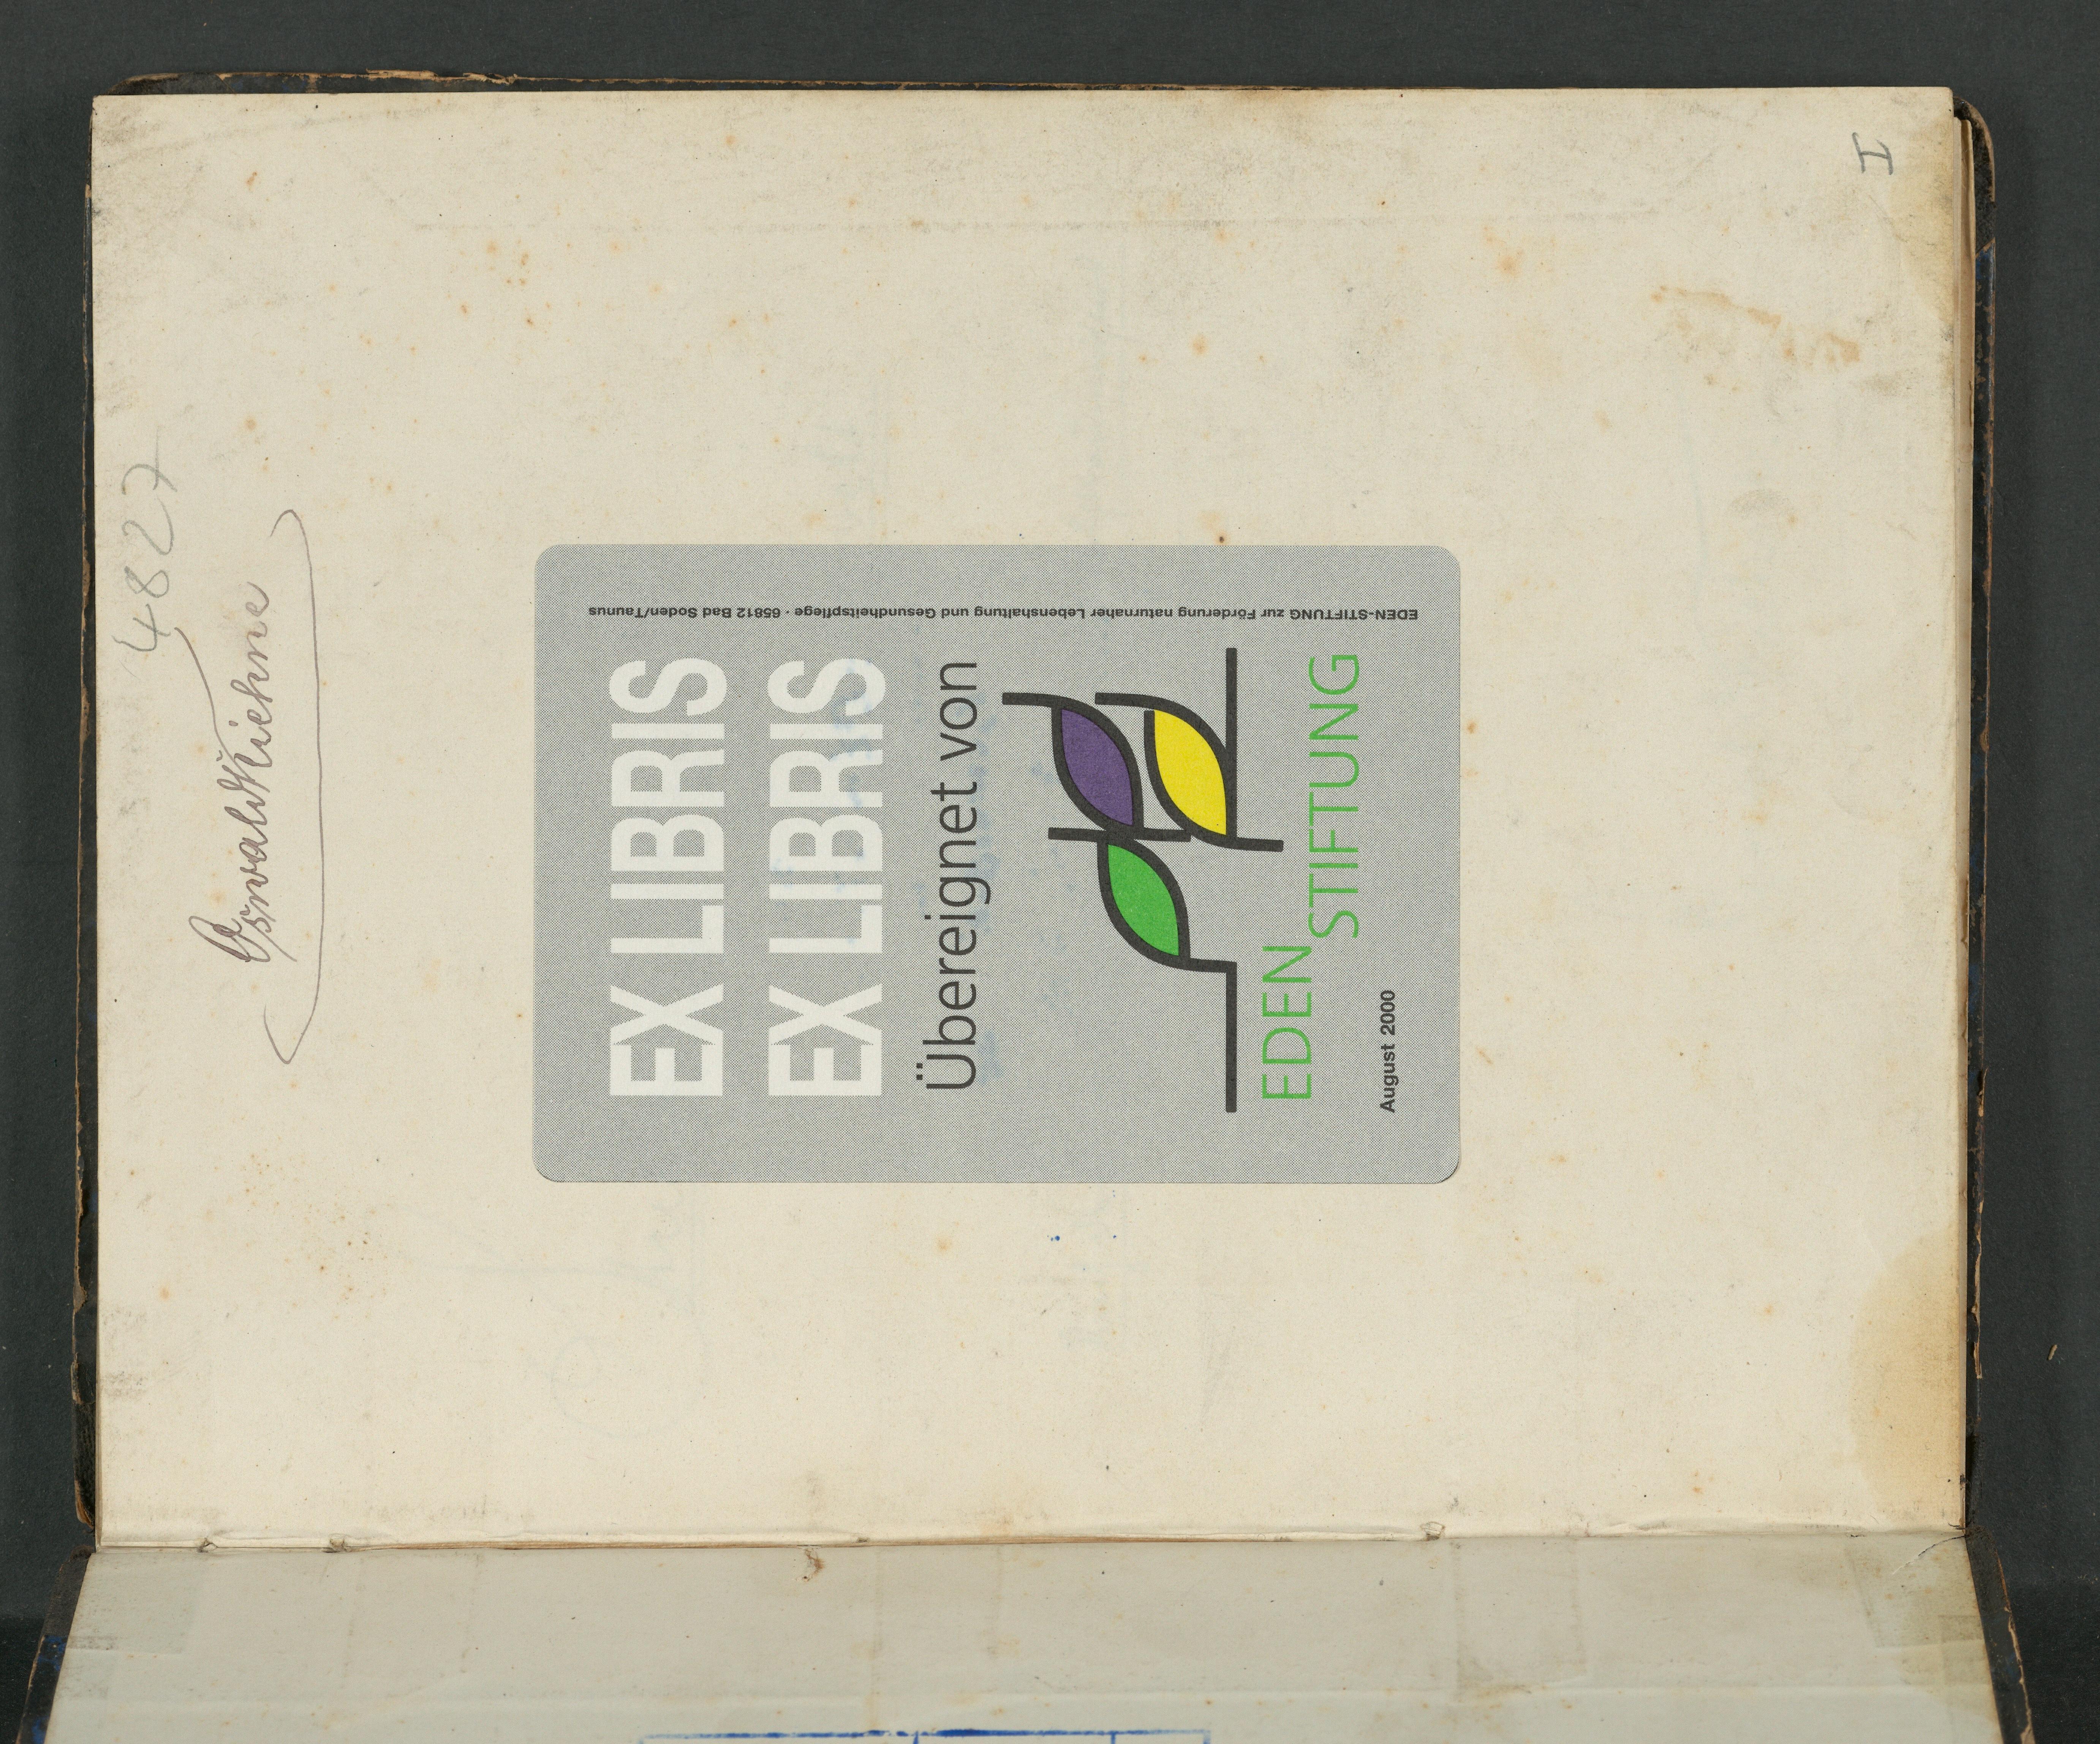 4827
Oswald Kiehne
EX LIBRIS
EX LIBRIS
Übereignet von
EDEN
STIFTUNG
August 2000
EDEN-STIFTUNG zur Förderung naturnaher Lebenshaltung und Gesundheitspflege · 65812 Bad Soden/Taunus
I